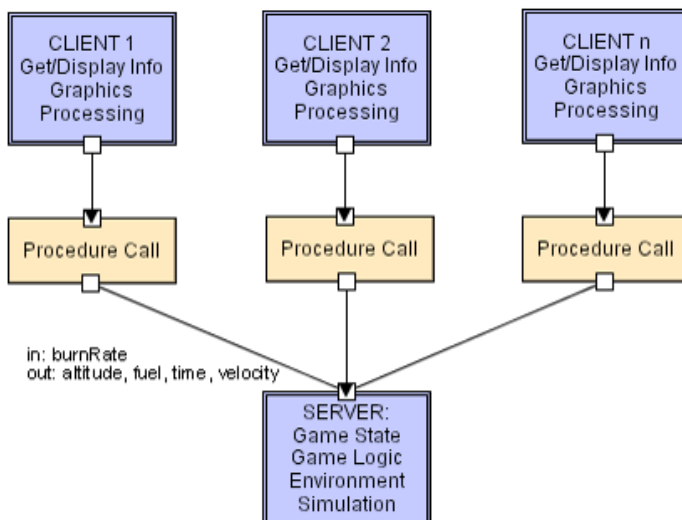 CLIENT 1
Get/Display Info
Graphics
Processing
CLIENT 2
Get/Display Info
Graphics
Processing
CLIENT n
Get/Display Info
Graphics
Processing
Procedure Call
Procedure Call
Procedure Call
in: burnRate
out: altitude, fuel, time, velocity
SERVER:
Game State
Game Logic
Environment
Simulation